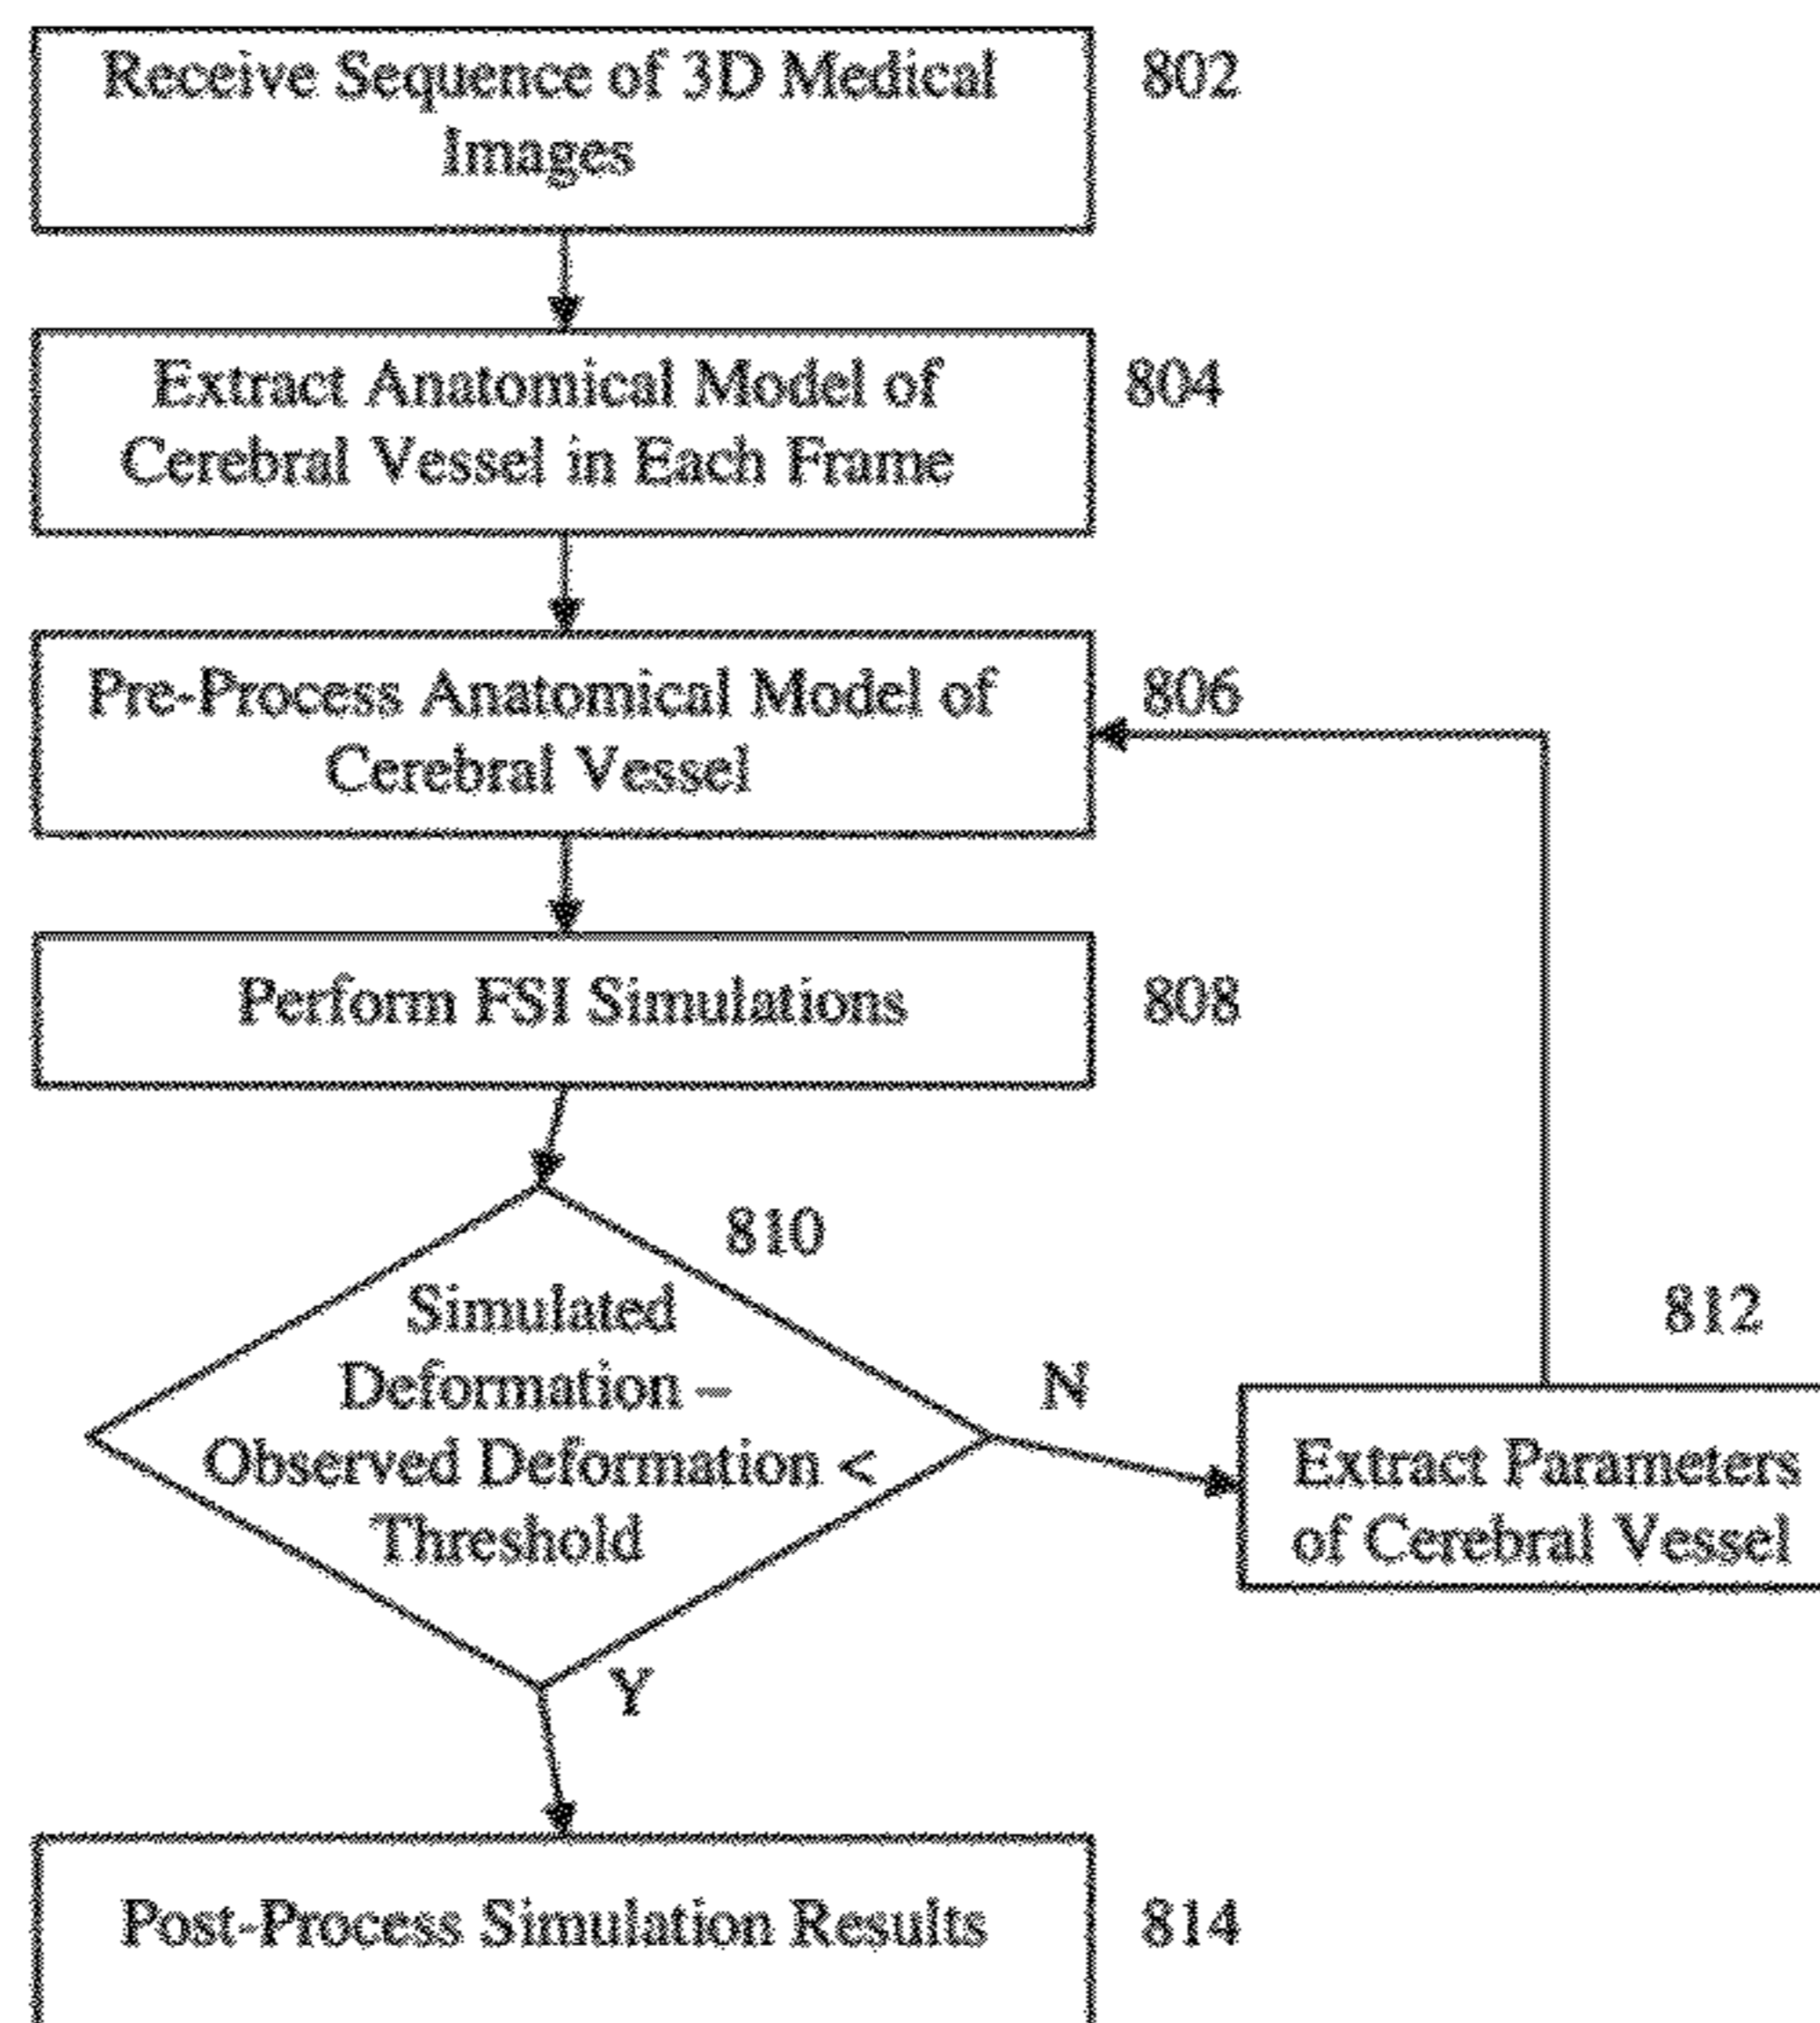 Receive Sequence of 3D Medical
Images
802
Extract Anatomical Model of
Cerebral Vessel in Each Frame
804
Pre-Process Anatomical Model of
Cerebral Vessel
806
Perform FSI Simulations
808
810
Simulated
Deformation –
Observed Deformation <
Threshold
N
812
Extract Parameters
of Cerebral Vessel
Y
Post-Process Simulation Results
814